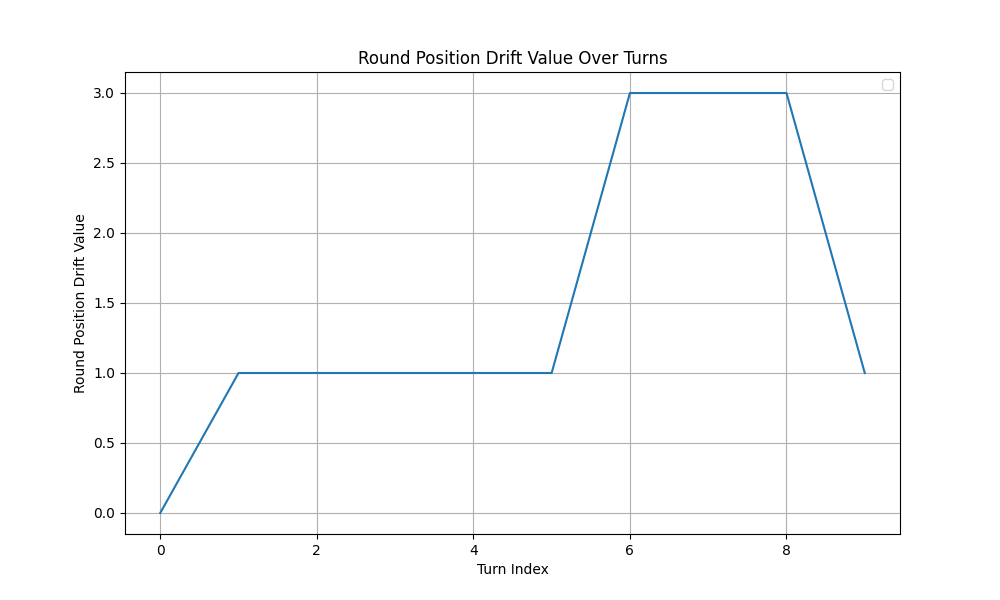 Round Position Drift Value Over Turns
3.0
2.5
2.0
1.5
1.0
0.5
0.0
Round Position Drift Value
0 2 4 6 8
Turn Index